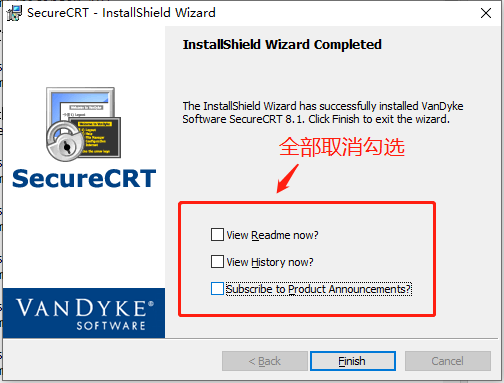 SecureCRT - InstallShield Wizard
InstallShield Wizard Completed
The InstallShield Wizard has successfully installed VanDyke
Software SecureCRT 8.1. Click Finish to exit the wizard.
全部取消勾选
SecureCRT
View Readme now?
View History now?
Subscribe to Product Announcements?
VANDYKE®
SOFTWARE
< Back
Finish
Cancel